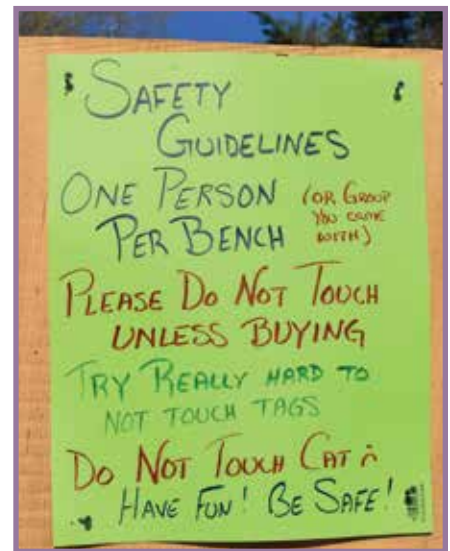 SAFETY
GUIDELINES
ONE PERSON (OR GROUP
PER BENCH YOU CAME
WITH)
PLEASE DO NOT TOUCH
UNLESS BUYING
TRY REALLY HARD TO
NOT TOUCH TAGS
DO NOT TOUCH CAT
HAVE FUN! BE SAFE!